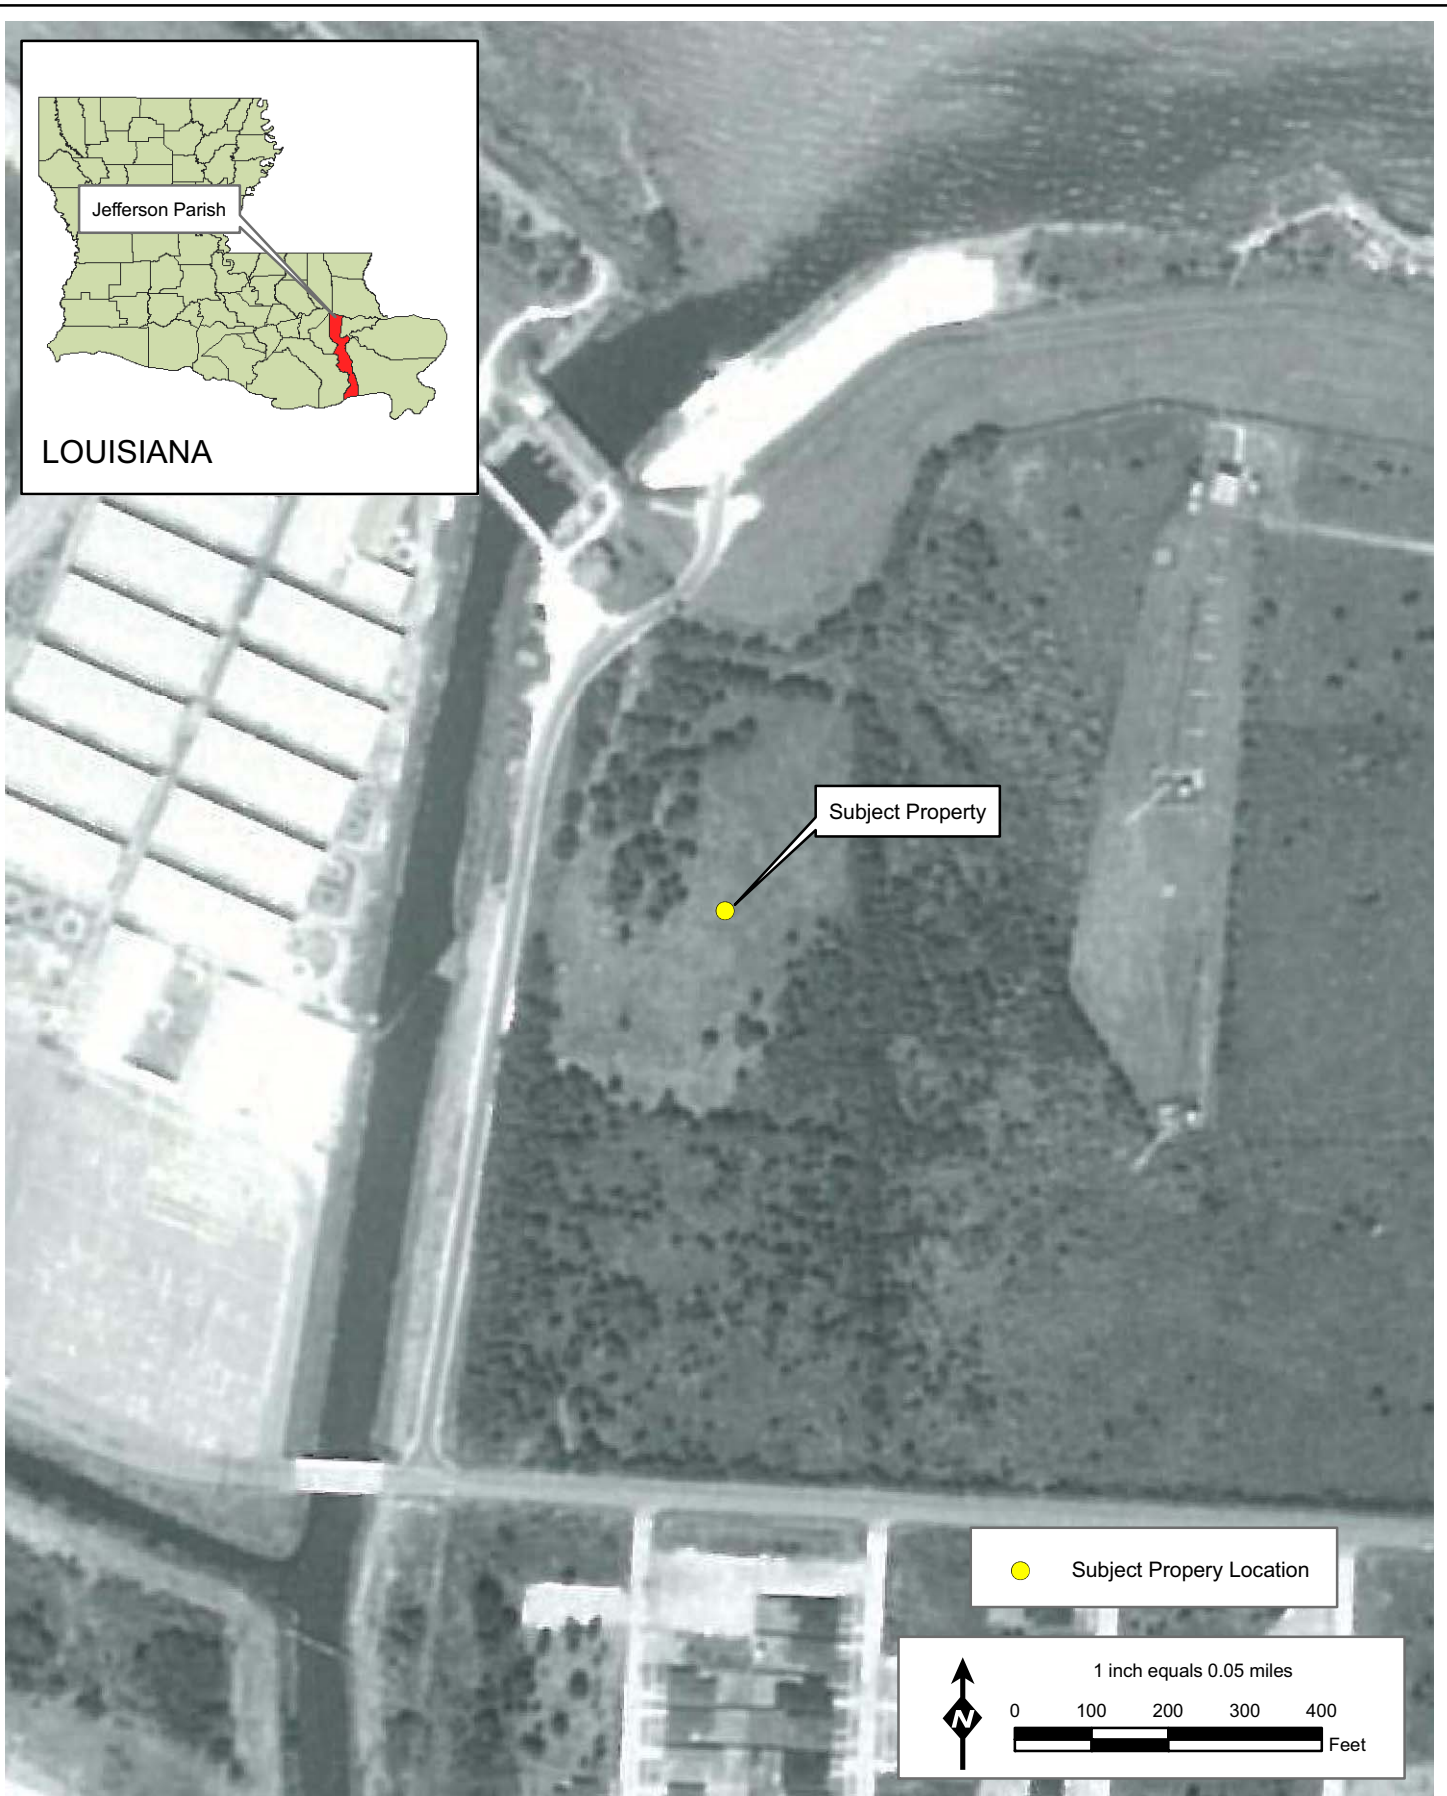 Jefferson Parish
LOUISIANA
Subject Property
Subject Propery Location
1 inch equals 0.05 miles
N
0 100 200 300 400
Feet